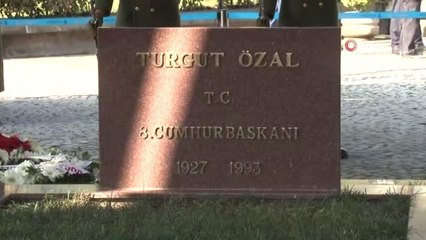 TURGUT ÖZAL
T.C
8.CUMHURBAŞKANI
1927 1993